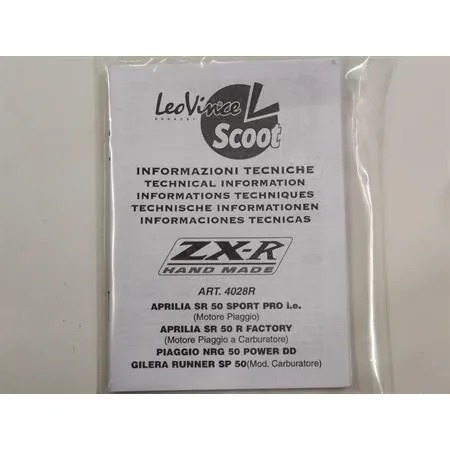 LeoVince
EXHAUST
Scoot
INFORMAZIONI TECNICHE
TECHNICAL INFORMATION
INFORMATIONS TECHNIQUES
TECHNISCHE INFORMATIONEN
INFORMACIONES TECNICAS
ZX-R
HAND MADE
ART. 4028R
APRILIA SR 50 SPORT PRO i.e.
(Motore Piaggio)
APRILIA SR 50 R FACTORY
(Motore Piaggio a Carburatore)
PIAGGIO NRG 50 POWER DD
GILERA RUNNER SP 50(Mod. Carburatore)